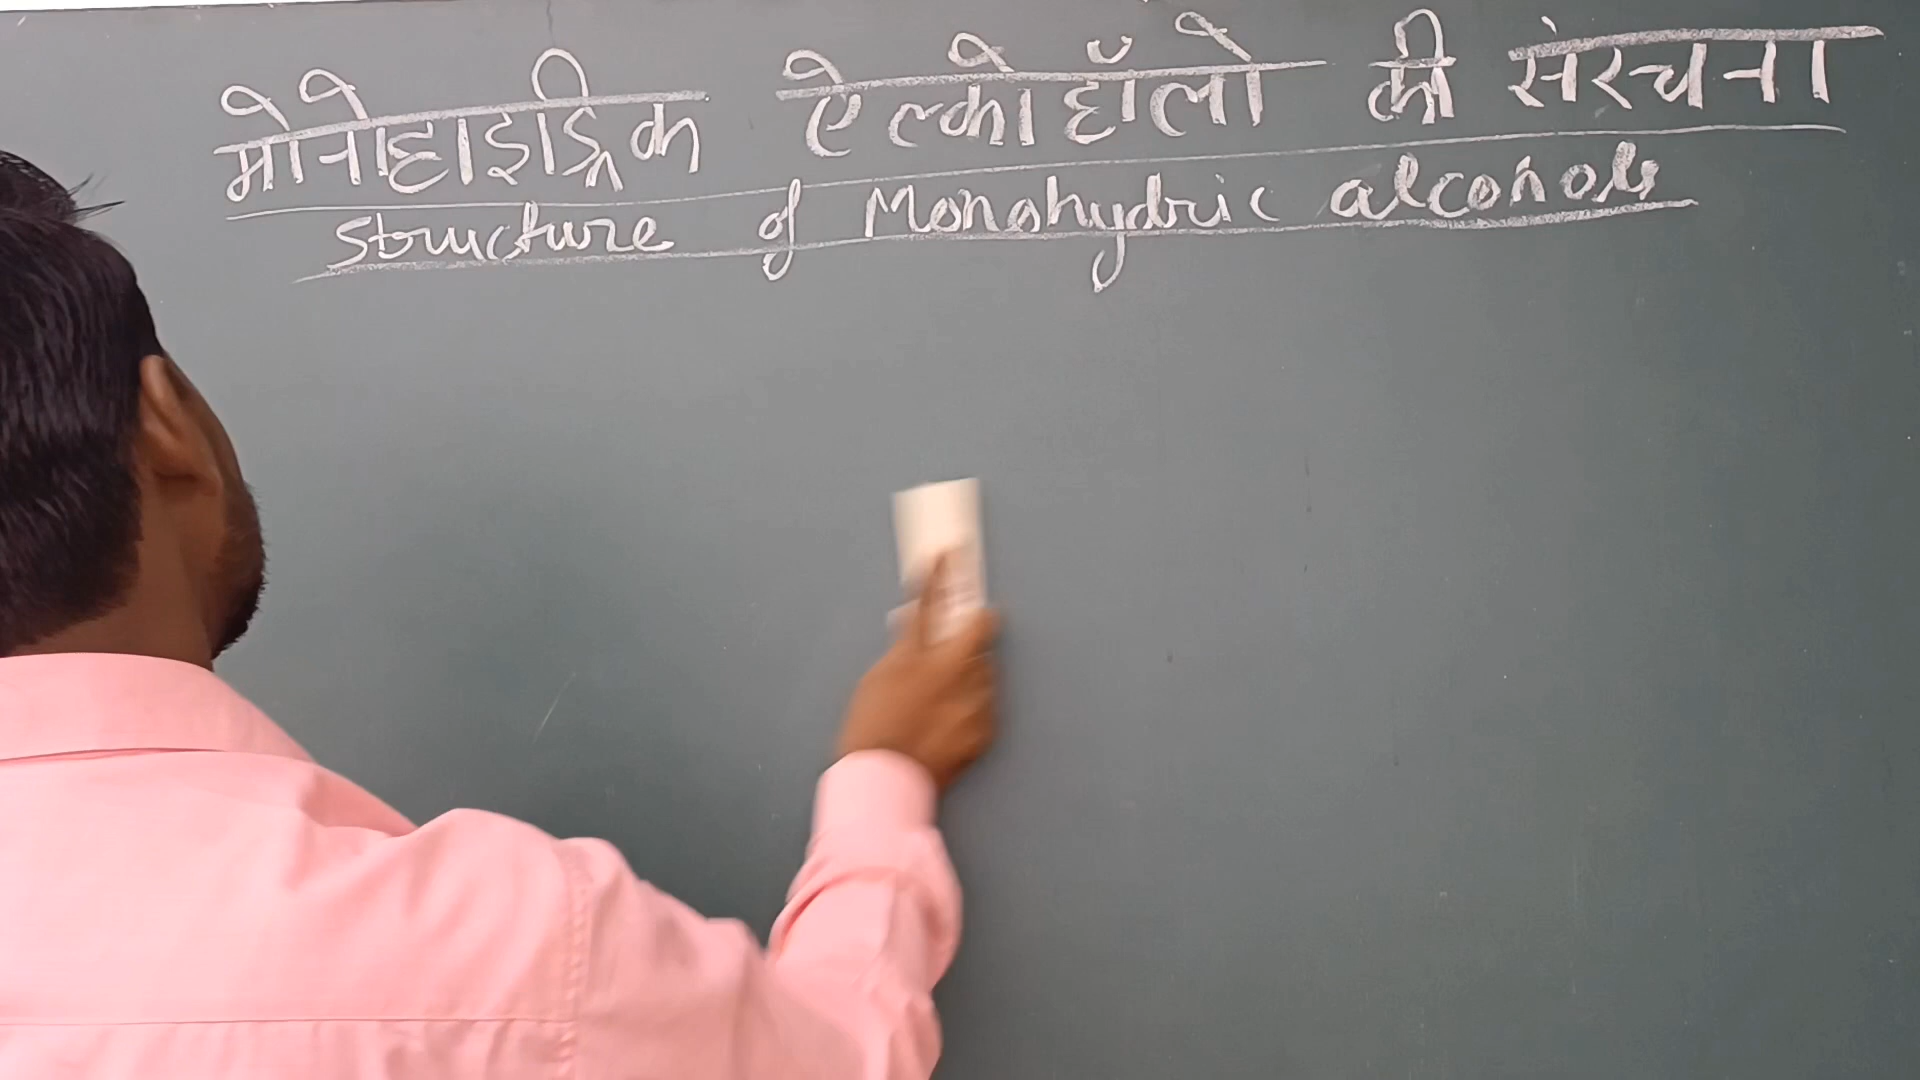 मोनोहाइड्रिक ऐल्कोहॉलो की संरचना
Structure of Monohydric alcohols